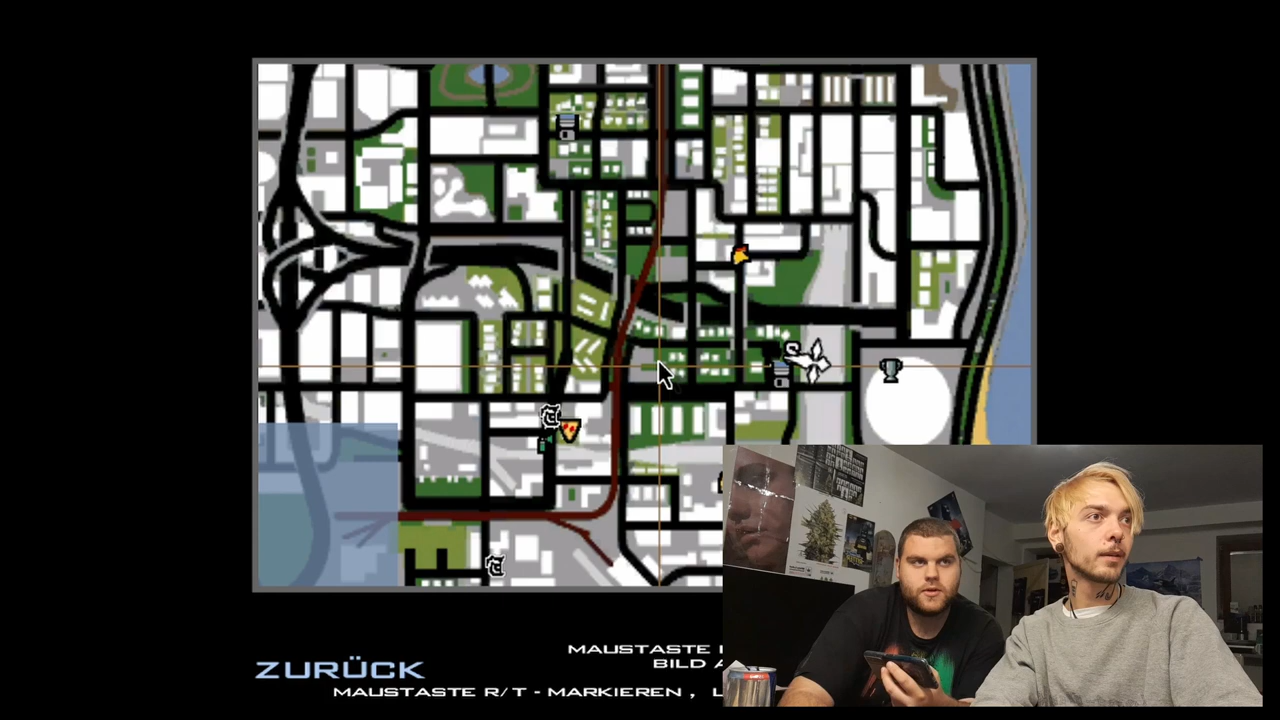 MAUSTASTE
BILD
ZURÜCK
MAUSTASTE R/T - MARKIEREN ,